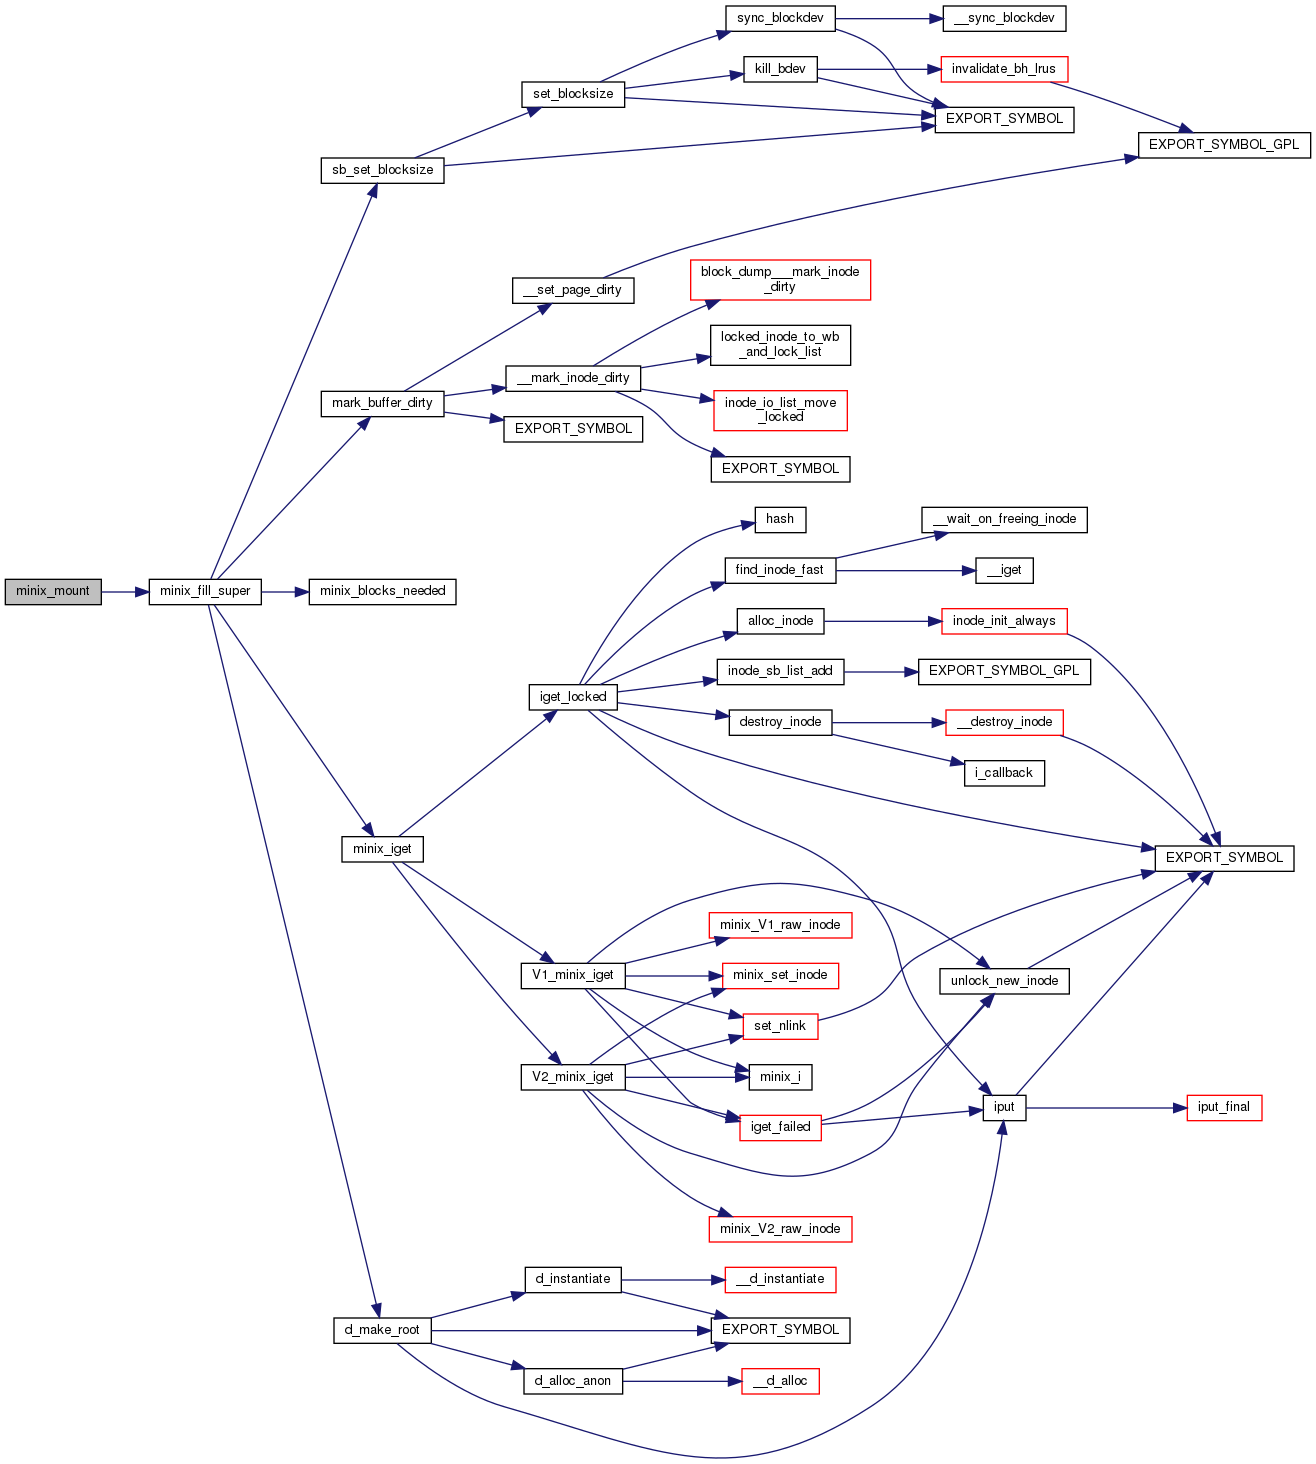 sync_blockdev
__sync_blockdev
kill_bdev
invalidate_bh_lrus
set_blocksize
EXPORT_SYMBOL
EXPORT_SYMBOL_GPL
sb_set_blocksize
block_dump___mark_inode
_dirty
__set_page_dirty
locked_inode_to_wb
_and_lock_list
__mark_inode_dirty
mark_buffer_dirty
inode_io_list_move
_locked
EXPORT_SYMBOL
EXPORT_SYMBOL
hash
__wait_on_freeing_inode
find_inode_fast
__iget
minix_mount
minix_fill_super
minix_blocks_needed
alloc_inode
inode_init_always
inode_sb_list_add
EXPORT_SYMBOL_GPL
iget_locked
destroy_inode
__destroy_inode
i_callback
minix_iget
EXPORT_SYMBOL
minix_V1_raw_inode
V1_minix_iget
minix_set_inode
unlock_new_inode
set_nlink
V2_minix_iget
minix_i
iput
iput_final
iget_failed
minix_V2_raw_inode
d_instantiate
__d_instantiate
d_make_root
EXPORT_SYMBOL
d_alloc_anon
__d_alloc